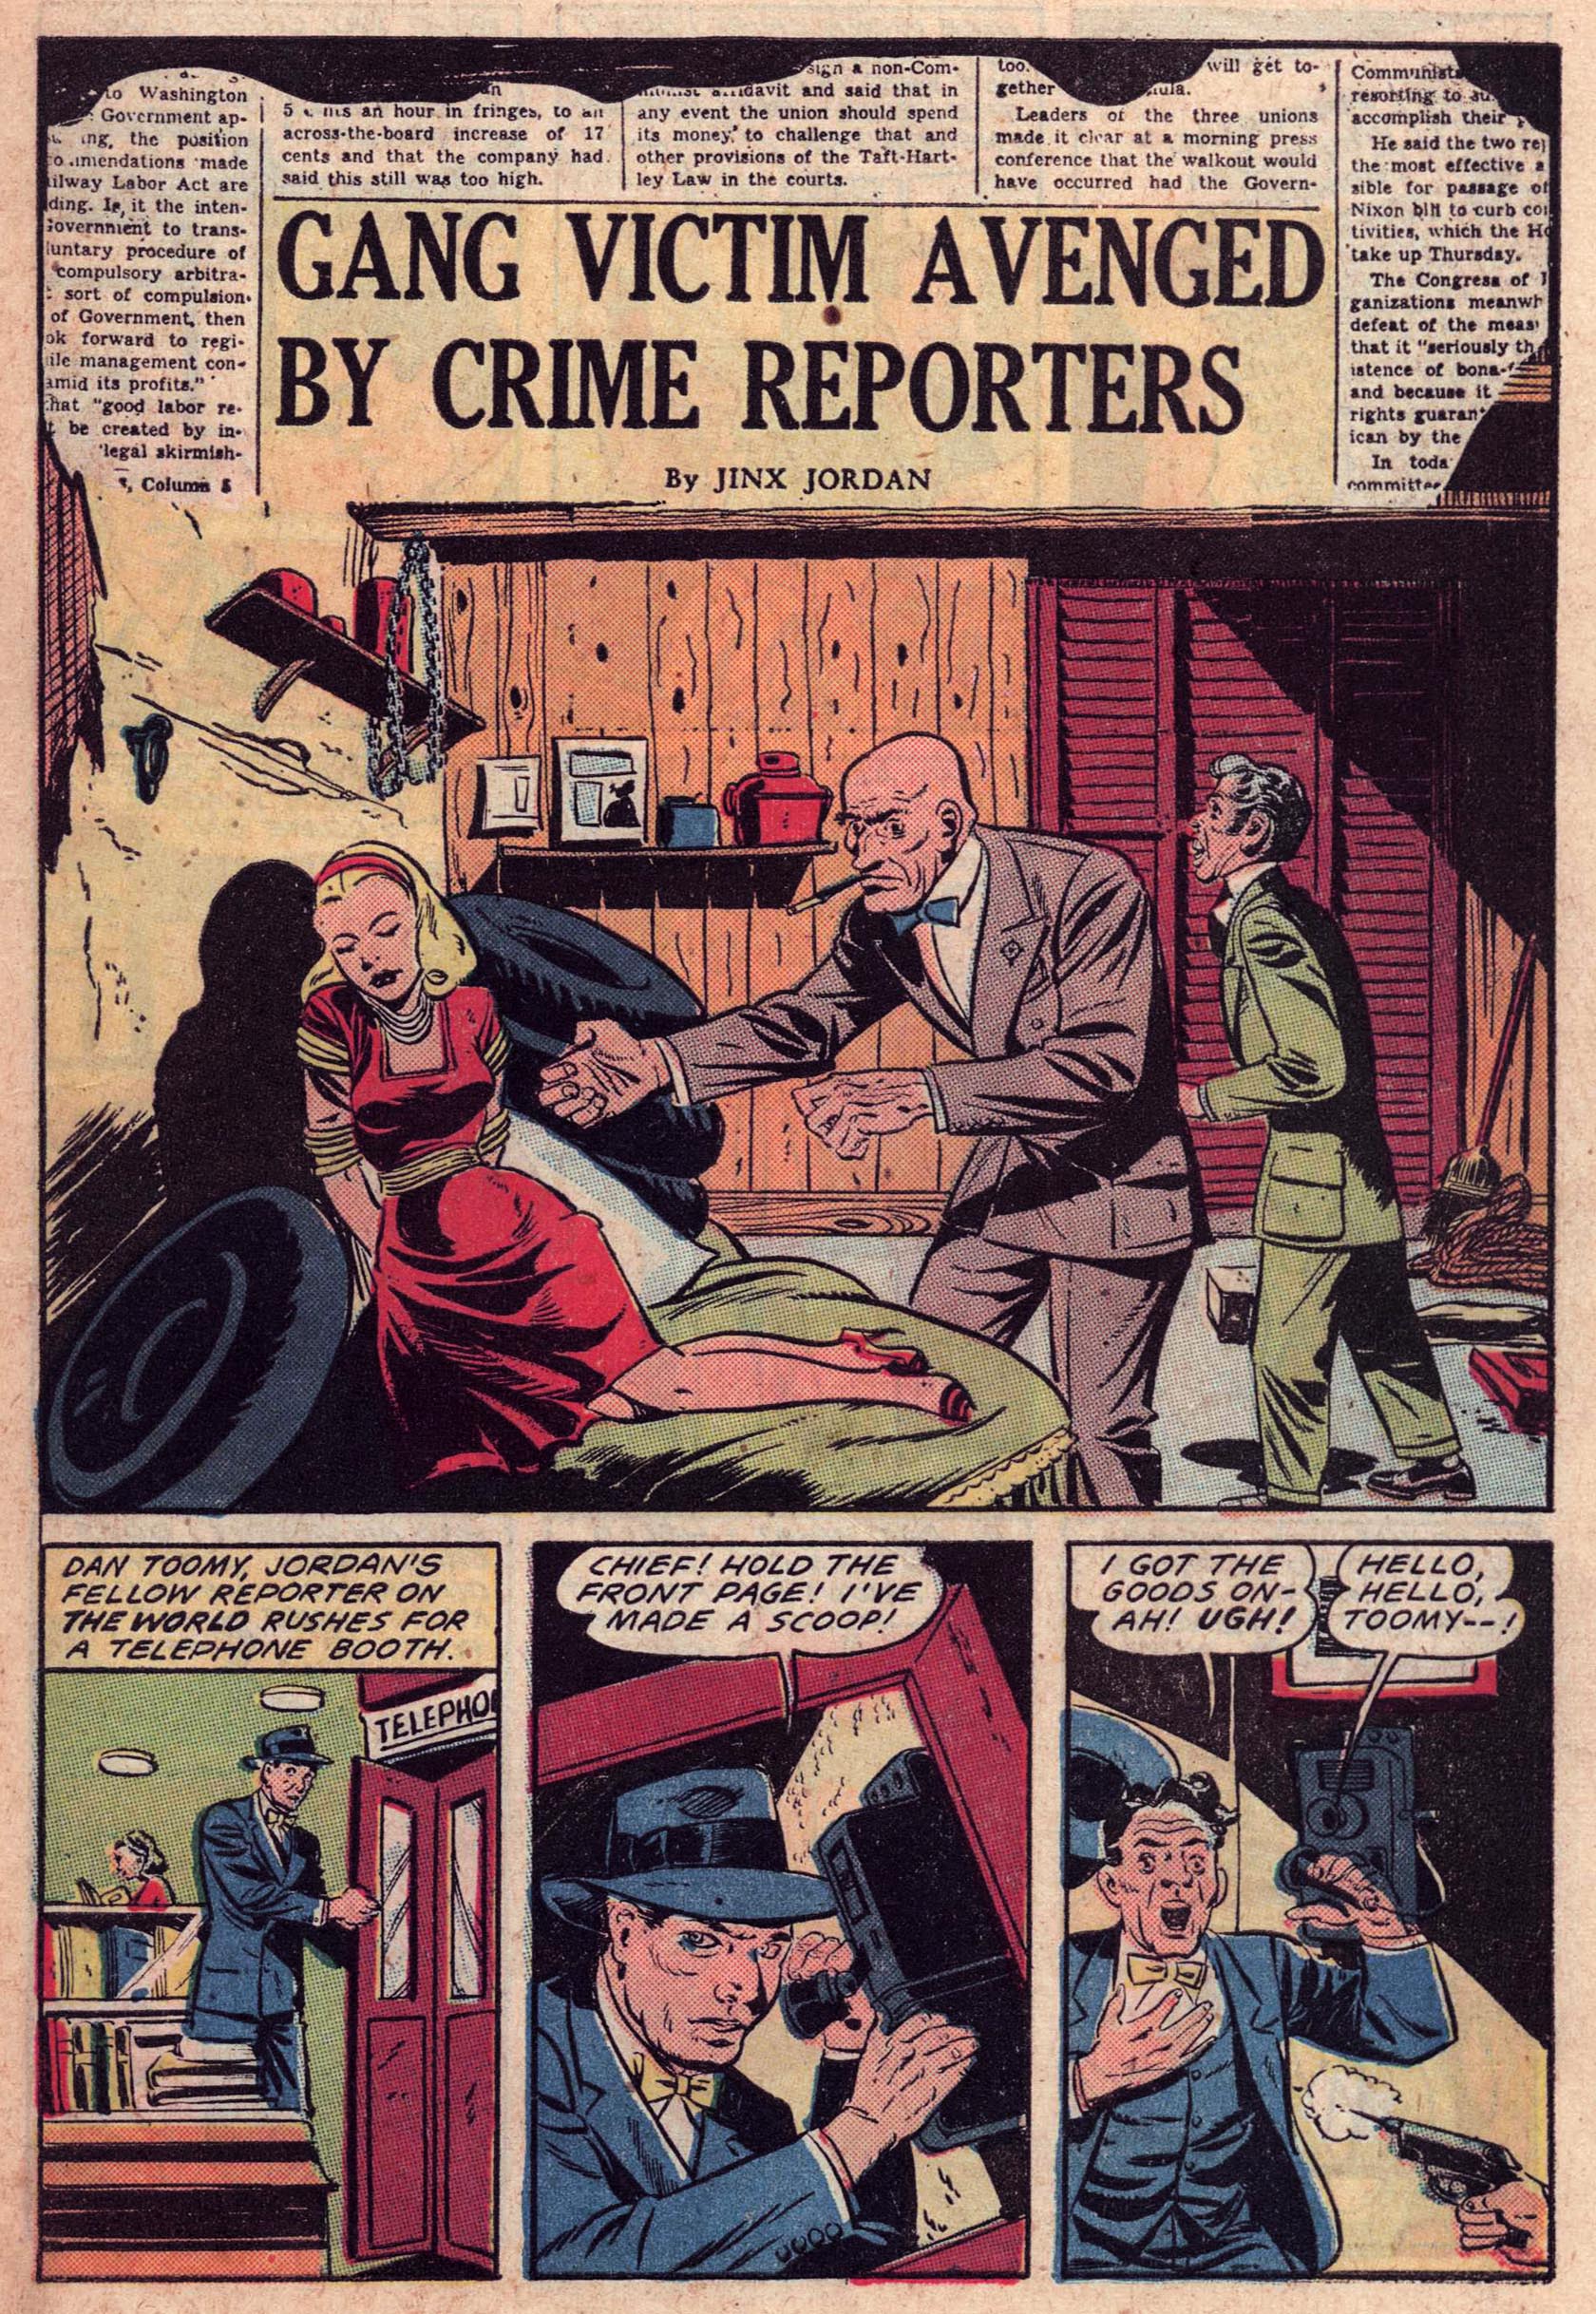 to Washington
Government ap-
ing, the position
made
ilway Labor Act are
ding. Is it the inten-
Government to trans-
luntary procedure of
compulsory arbitra-
sort of compulsion
of Government, then
ok forward to regi-
ile management con-
amid its profits."
hat "good labor re-
t be created by in-
legal skirmish-
, Column 5
5 an hour in fringes, to an
across-the-board increase of 17
cents and that the company had
said this still was too high.
sign a non-Com-
and said that in
any event the union should spend
its money to challenge that and
other provisions of the Taft-Hart-
ley Law in the courts.
too. will get to-
gether
Leaders of the three unions
made it clear at a morning press
conference that the walkout would
have occurred had the Govern-
Communists
resorting to
accomplish their
He said the two
the most effective a
sible for passage of
Nixon bill to curb
tivities, which the
take up Thursday.
The Congress of
ganizations
defeat of the
that it "seriously
istence of
and because it
rights
ican by the
In
GANG VICTIM AVENGED
BY CRIME REPORTERS
By JINX JORDAN
DAN TOOMY, JORDAN'S
FELLOW REPORTER ON
THE WORLD RUSHES FOR
A TELEPHONE BOOTH.
TELEPHO
CHIEF! HOLD THE
FRONT PAGE! I'VE
MADE A SCOOP!
I GOT THE
GOODS ON-
AH! UGH!
HELLO,
HELLO,
TOOMY--!